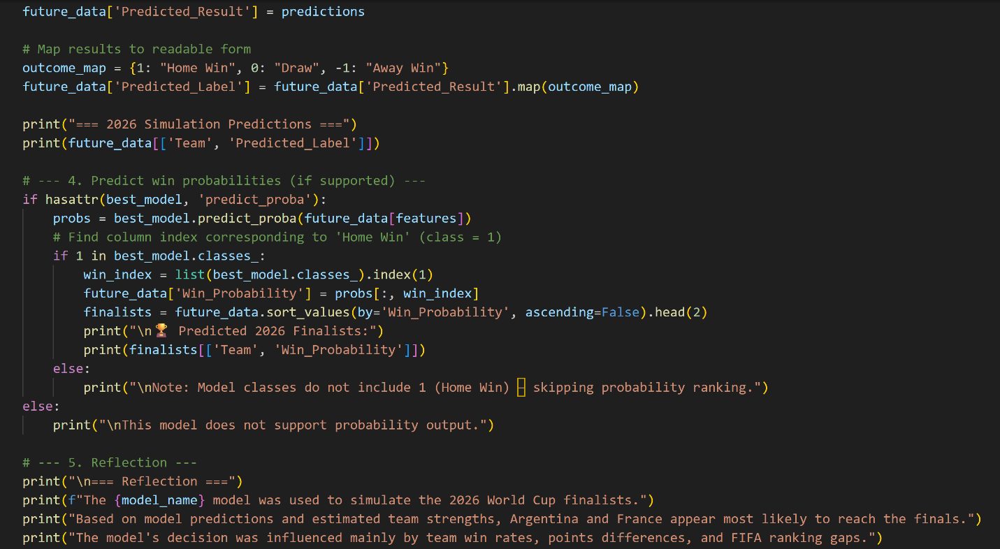 future_data['Predicted_Result'] = predictions
# Map results to readable form
outcome_map = {1: "Home Win", 0: "Draw", -1: "Away Win"}
future_data['Predicted_Label'] = future_data['Predicted_Result'].map(outcome_map)
print("=== 2026 Simulation Predictions ===")
print(future_data[['Team', 'Predicted_Label']])
# --- 4. Predict win probabilities (if supported) ---
if hasattr(best_model, 'predict_proba'):
    probs = best_model.predict_proba(future_data[features])
    # Find column index corresponding to 'Home Win' (class = 1)
    if 1 in best_model.classes_:
        win_index = list(best_model.classes_).index(1)
        future_data['Win_Probability'] = probs[:, win_index]
        finalists = future_data.sort_values(by='Win_Probability', ascending=False).head(2)
        print("\n🏆 Predicted 2026 Finalists:")
        print(finalists[['Team', 'Win_Probability']])
    else:
        print("\nNote: Model classes do not include 1 (Home Win) – skipping probability ranking.")
else:
    print("\nThis model does not support probability output.")
# --- 5. Reflection ---
print("\n=== Reflection ===")
print(f"The {model_name} model was used to simulate the 2026 World Cup finalists.")
print("Based on model predictions and estimated team strengths, Argentina and France appear most likely to reach the finals.")
print("The model's decision was influenced mainly by team win rates, points differences, and FIFA ranking gaps.")